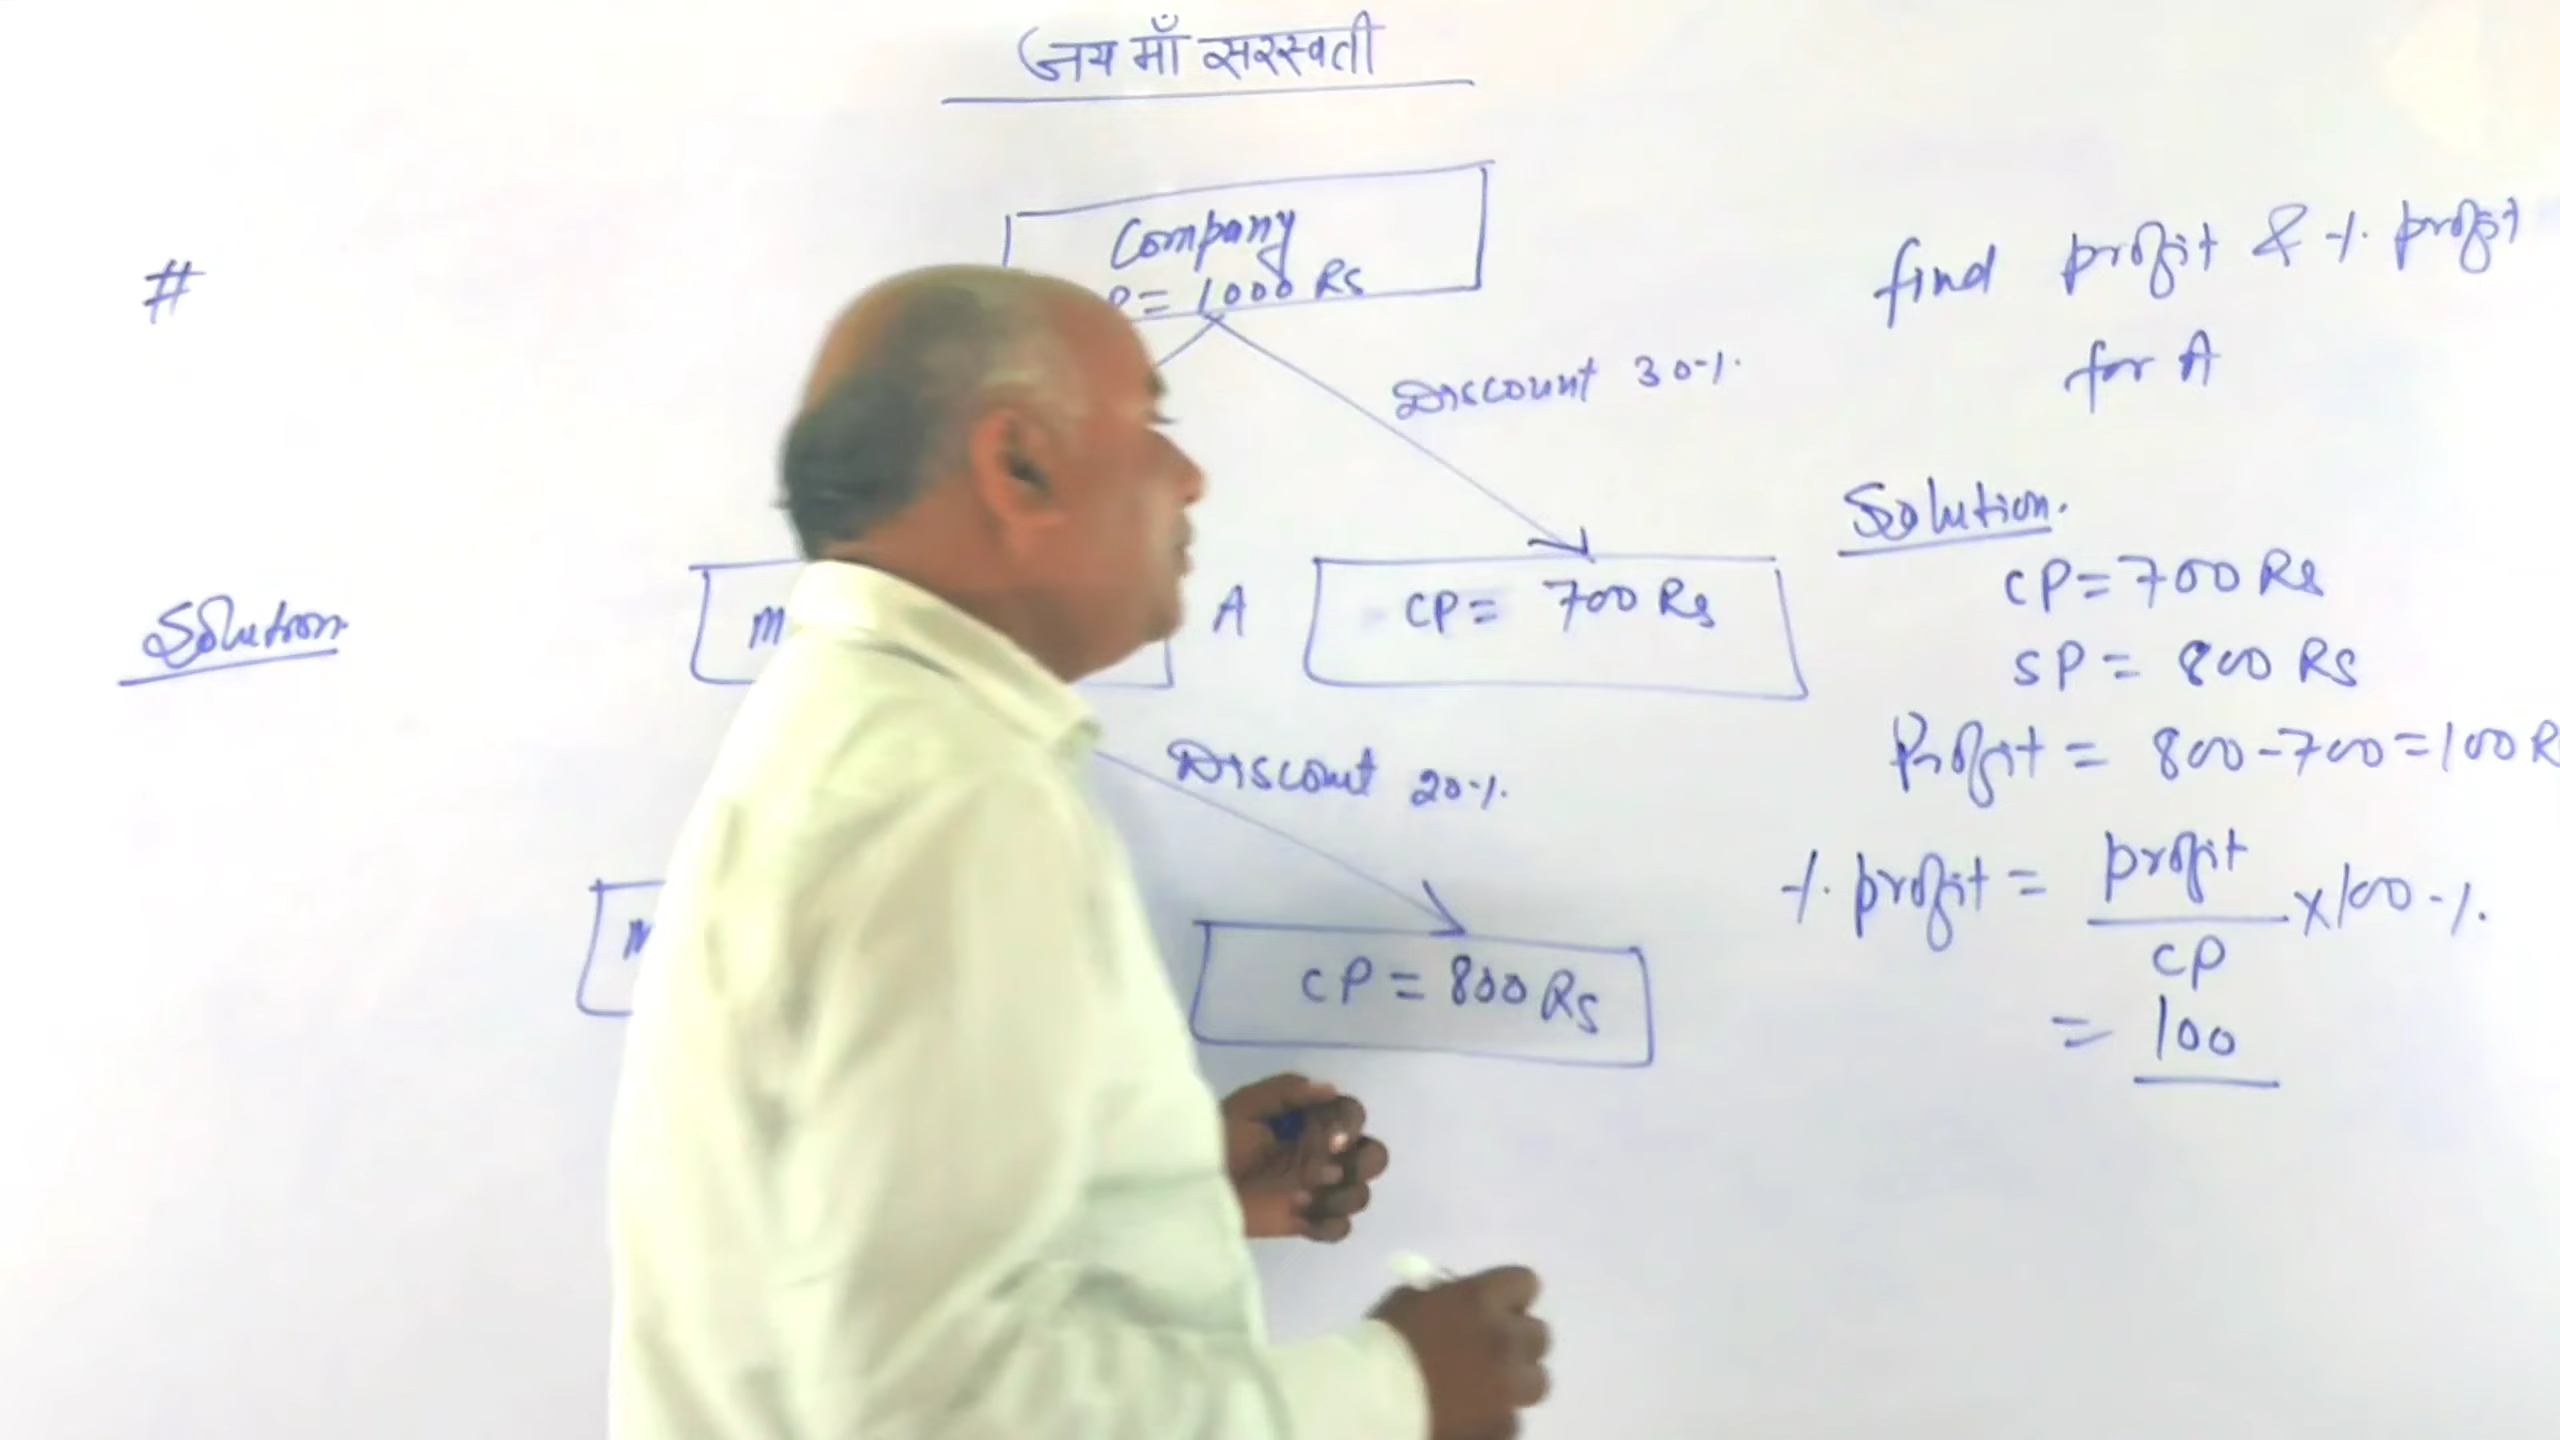 जय माँ सरस्वती
#
Company
P = 1000 Rs
Discount 30%
find profit & % profit
for A
Solution
A
CP = 700 Rs
Discout 20%
CP = 800 Rs
Solution.
CP = 700 Rs
SP = 800 Rs
Profit = 800 - 700 = 100 R
% profit = profit / CP × 100 %
= 100